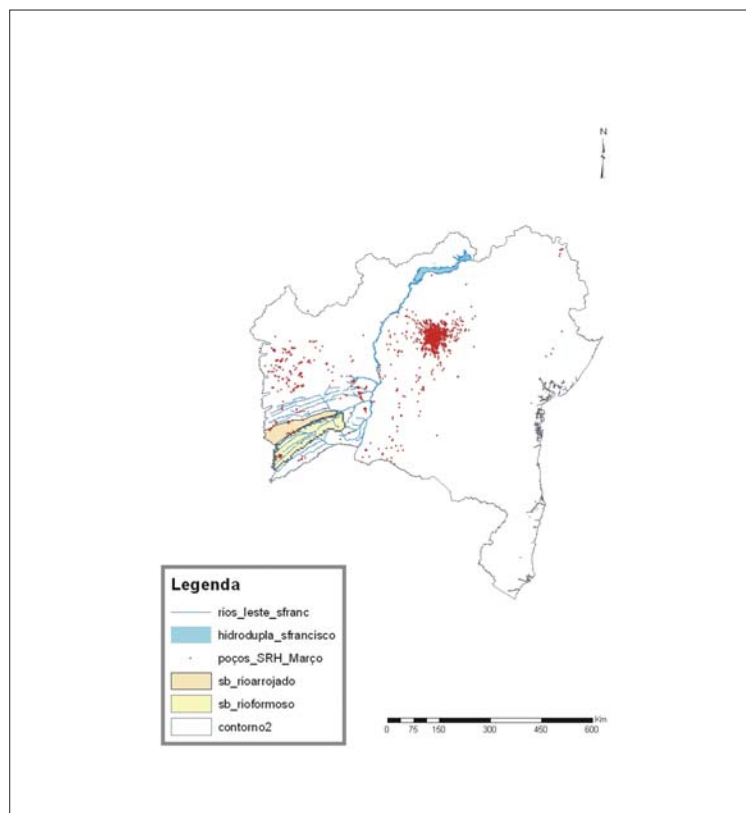 N
Legenda
rios_leste_sfranc
hidrodupla_sfrancisco
poços_SRH_Março
sb_rioarrojado
sb_rioformoso
contorno2
Km
0 75 150 300 450 600